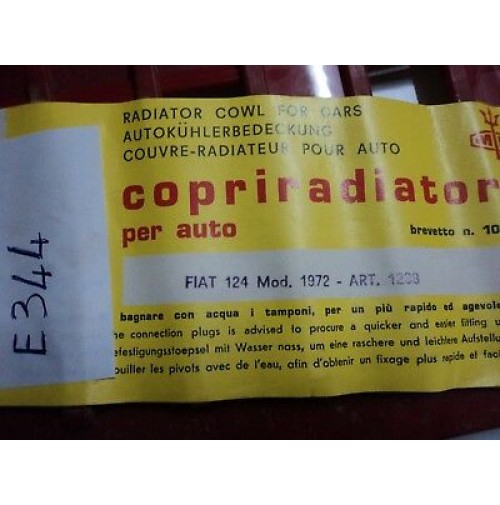 RADIATOR COWL FOR CARS
AUTOKÜHLERBEDECKUNG
COUVRE-RADIATEUR POUR AUTO
copriradiator
per auto
brevetto n. 10
FIAT 124 Mod. 1972 - ART.
bagnare con acqua i tamponi, per un più rapido ed agevole
he connection plugs is advised to procure a quicker and easier fitting u
efestigungsstoepsel mit Wasser nass, um eine raschere und leichtere Aufstellu
ouiller les pivots avec de l'eau, afin d'obtenir un fixage plus rapide et faci
E344